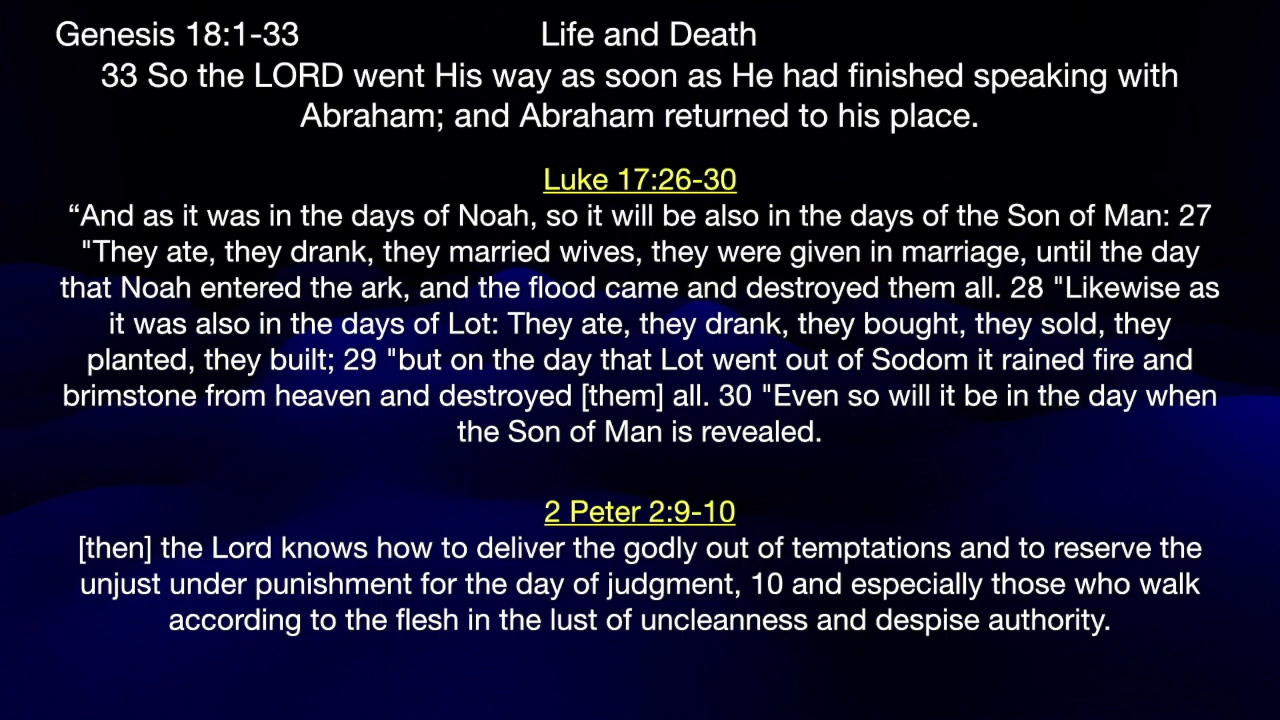 Genesis 18:1-33 Life and Death
33 So the LORD went His way as soon as He had finished speaking with
Abraham; and Abraham returned to his place.
Luke 17:26-30
“And as it was in the days of Noah, so it will be also in the days of the Son of Man: 27
"They ate, they drank, they married wives, they were given in marriage, until the day
that Noah entered the ark, and the flood came and destroyed them all. 28 "Likewise as
it was also in the days of Lot: They ate, they drank, they bought, they sold, they
planted, they built; 29 "but on the day that Lot went out of Sodom it rained fire and
brimstone from heaven and destroyed [them] all. 30 "Even so will it be in the day when
the Son of Man is revealed.
2 Peter 2:9-10
[then] the Lord knows how to deliver the godly out of temptations and to reserve the
unjust under punishment for the day of judgment, 10 and especially those who walk
according to the flesh in the lust of uncleanness and despise authority.